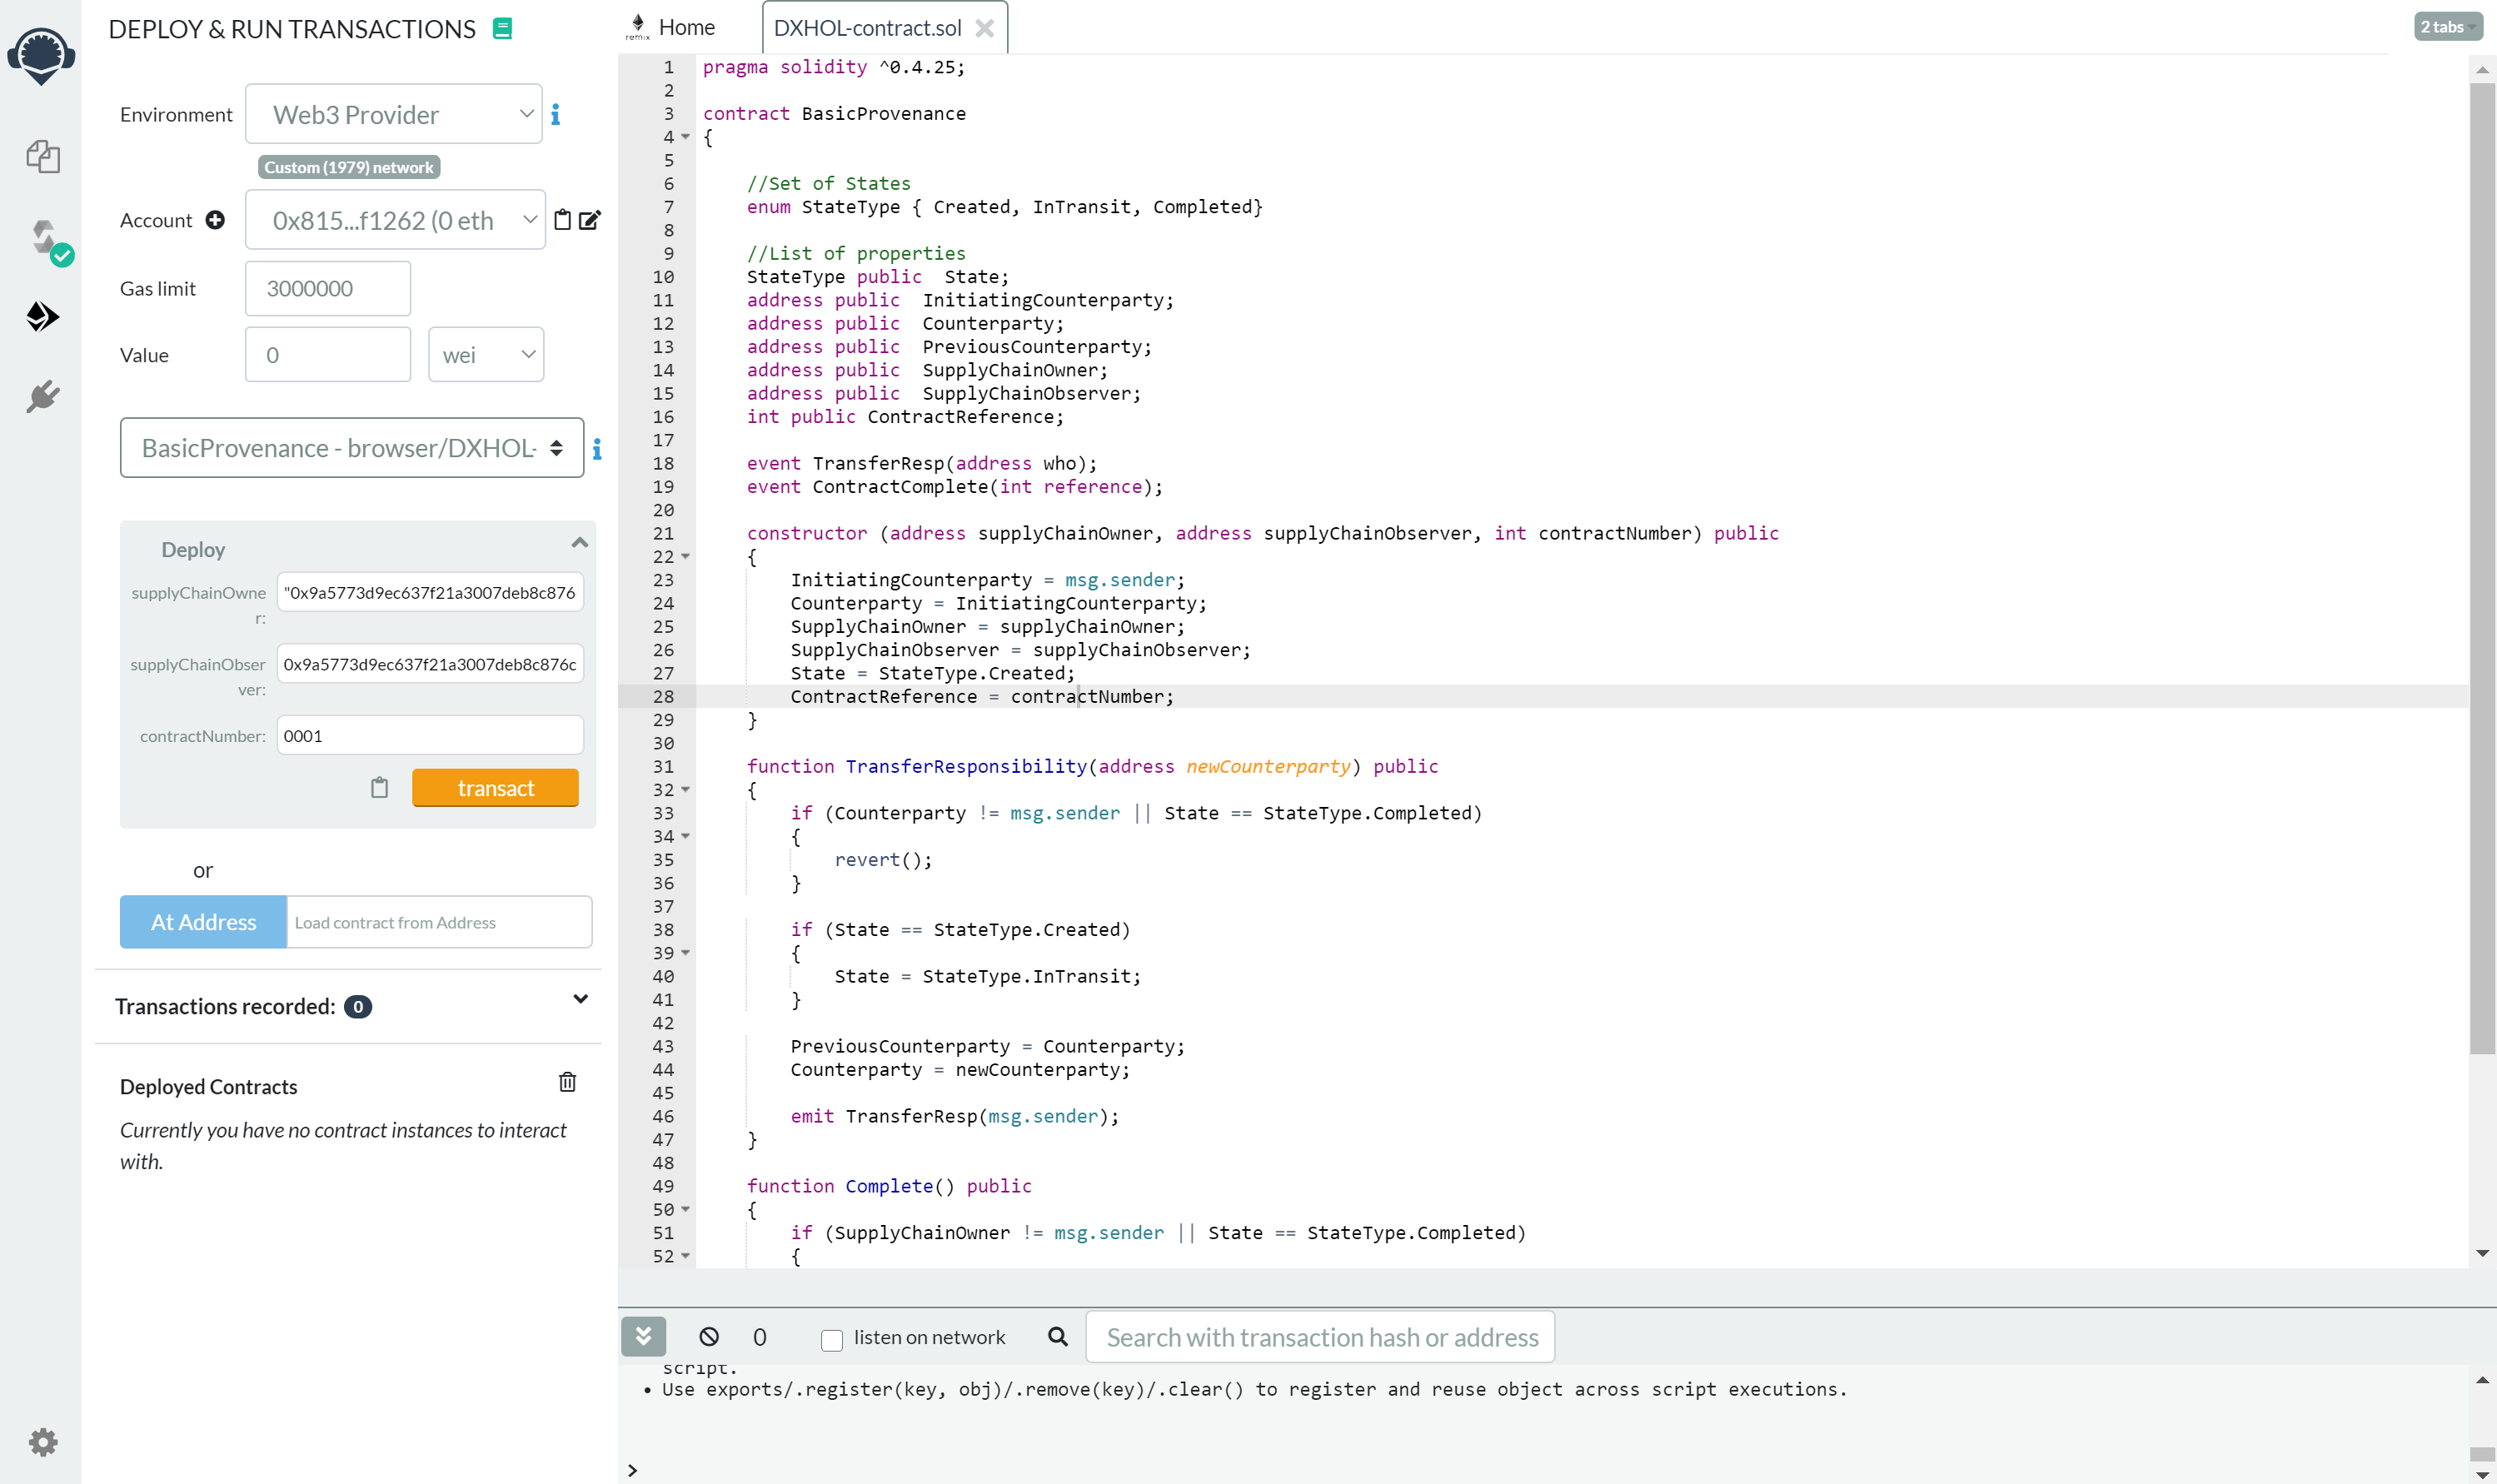 DEPLOY & RUN TRANSACTIONS
Environment
Web3 Provider
Custom (1979) network
Account
0x815...f1262 (0 eth
Gas limit
3000000
Value
0
wei
BasicProvenance - browser/DXHOL-
Deploy
supplyChainOwne
r:
"0x9a5773d9ec637f21a3007deb8c876
supplyChainObser
ver:
0x9a5773d9ec637f21a3007deb8c876c
contractNumber:
0001
transact
or
At Address
Load contract from Address
Transactions recorded: 0
Deployed Contracts
Currently you have no contract instances to interact
with.
remix
Home
DXHOL-contract.sol
2 tabs
1 pragma solidity ^0.4.25;
2
3 contract BasicProvenance
4 {
5
6 //Set of States
7 enum StateType { Created, InTransit, Completed}
8
9 //List of properties
10 StateType public  State;
11 address public  InitiatingCounterparty;
12 address public  Counterparty;
13 address public  PreviousCounterparty;
14 address public  SupplyChainOwner;
15 address public  SupplyChainObserver;
16 int public ContractReference;
17
18 event TransferResp(address who);
19 event ContractComplete(int reference);
20
21 constructor (address supplyChainOwner, address supplyChainObserver, int contractNumber) public
22 {
23 InitiatingCounterparty = msg.sender;
24 Counterparty = InitiatingCounterparty;
25 SupplyChainOwner = supplyChainOwner;
26 SupplyChainObserver = supplyChainObserver;
27 State = StateType.Created;
28 ContractReference = contractNumber;
29 }
30
31 function TransferResponsibility(address newCounterparty) public
32 {
33 if (Counterparty != msg.sender || State == StateType.Completed)
34 {
35 revert();
36 }
37
38 if (State == StateType.Created)
39 {
40 State = StateType.InTransit;
41 }
42
43 PreviousCounterparty = Counterparty;
44 Counterparty = newCounterparty;
45
46 emit TransferResp(msg.sender);
47 }
48
49 function Complete() public
50 {
51 if (SupplyChainOwner != msg.sender || State == StateType.Completed)
52 {
0
listen on network
Search with transaction hash or address
script.
• Use exports/.register(key, obj)/.remove(key)/.clear() to register and reuse object across script executions.
>